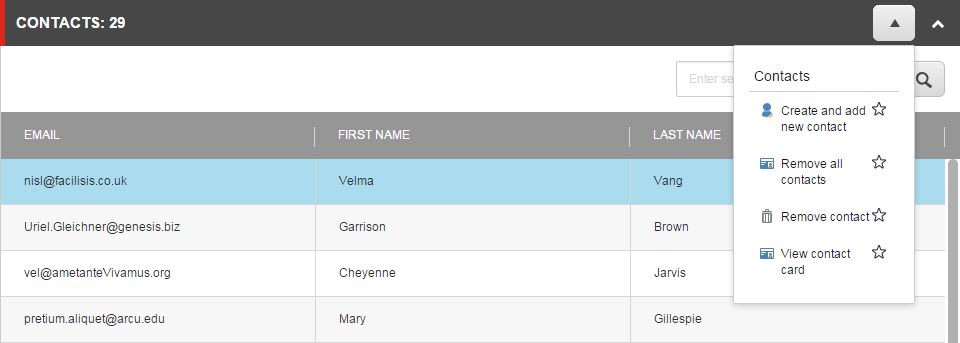 CONTACTS: 29
Enter se
Contacts
Create and add
new contact
Remove all
contacts
Remove contact
View contact
card
EMAIL FIRST NAME LAST NAME
nisl@facilisis.co.uk Velma Vang
Uriel.Gleichner@genesis.biz Garrison Brown
vel@ametanteVivamus.org Cheyenne Jarvis
pretium.aliquet@arcu.edu Mary Gillespie